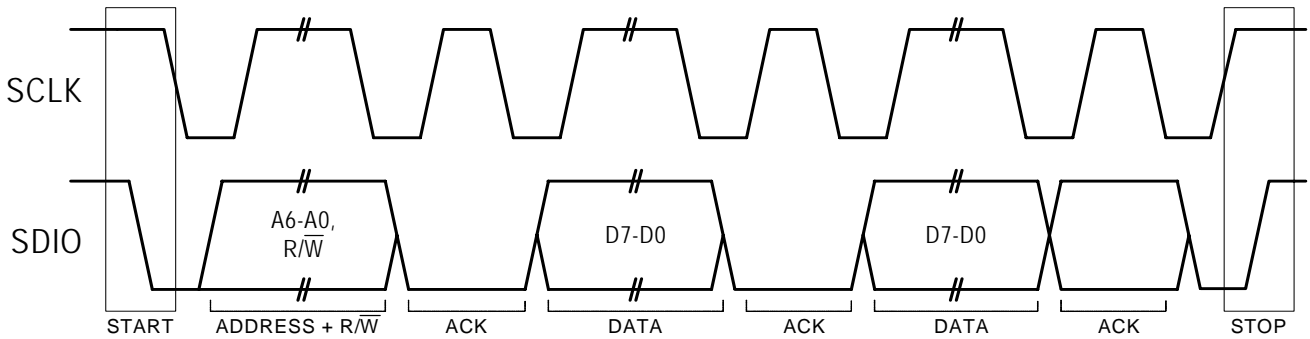 SCLK
SDIO
A6-A0,
R/W̅
D7-D0
D7-D0
START
ADDRESS + R/W̅
ACK
DATA
ACK
DATA
ACK
STOP